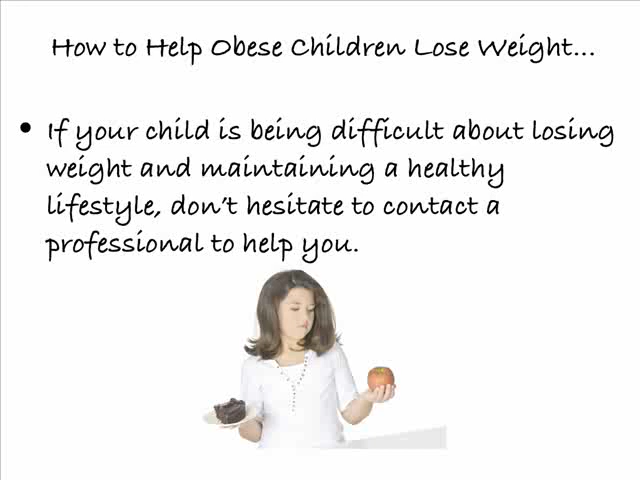 How to Help Obese Children Lose Weight...
• If your child is being difficult about losing
weight and maintaining a healthy
lifestyle, don't hesitate to contact a
professional to help you.